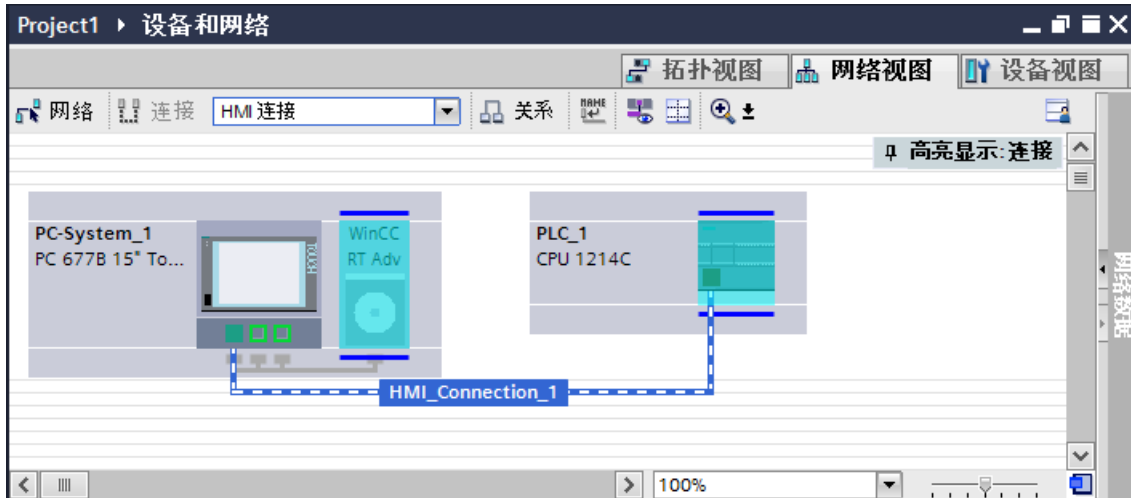 Project1 ▸ 设备和网络
拓扑视图 网络视图 设备视图
网络 连接 HMI 连接 关系
高亮显示:连接
PC-System_1
PC 677B 15" To...
TOUCH
WinCC
RT Adv
PLC_1
CPU 1214C
HMI_Connection_1
网络数据
100%